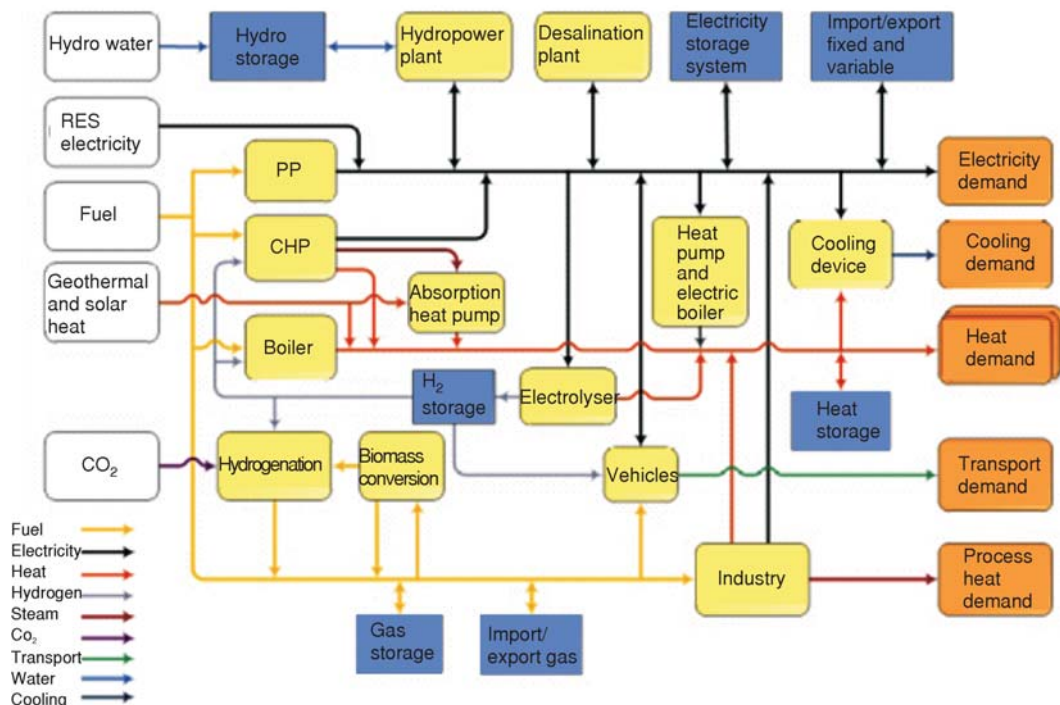 Hydro water
Hydro
storage
Hydropower
plant
Desalination
plant
Electricity
storage
system
Import/export
fixed and
variable
RES
electricity
PP
Electricity
demand
Fuel
CHP
Heat
pump
and
electric
boiler
Cooling
device
Cooling
demand
Geothermal
and solar
heat
Absorption
heat pump
Boiler
Heat
demand
H₂
storage
Electrolyser
Heat
storage
CO₂
Hydrogenation
Biomass
conversion
Vehicles
Transport
demand
Fuel
Electricity
Heat
Hydrogen
Steam
Co₂
Transport
Water
Cooling
Gas
storage
Import/
export gas
Industry
Process
heat
demand